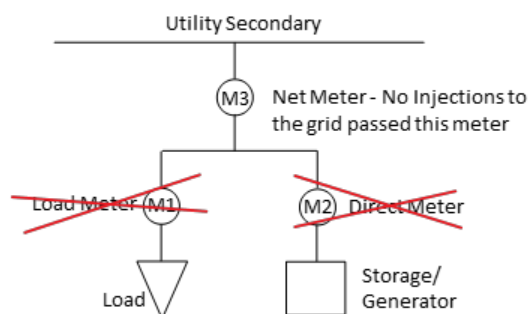 Utility Secondary
M3
Net Meter - No Injections to
the grid passed this meter
Load Meter
M1
M2
Direct Meter
Load
Storage/
Generator